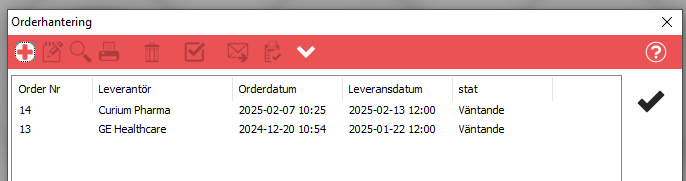 Orderhantering
Order Nr Leverantör Orderdatum Leveransdatum stat
14 Curium Pharma 2025-02-07 10:25 2025-02-13 12:00 Väntande
13 GE Healthcare 2024-12-20 10:54 2025-01-22 12:00 Väntande